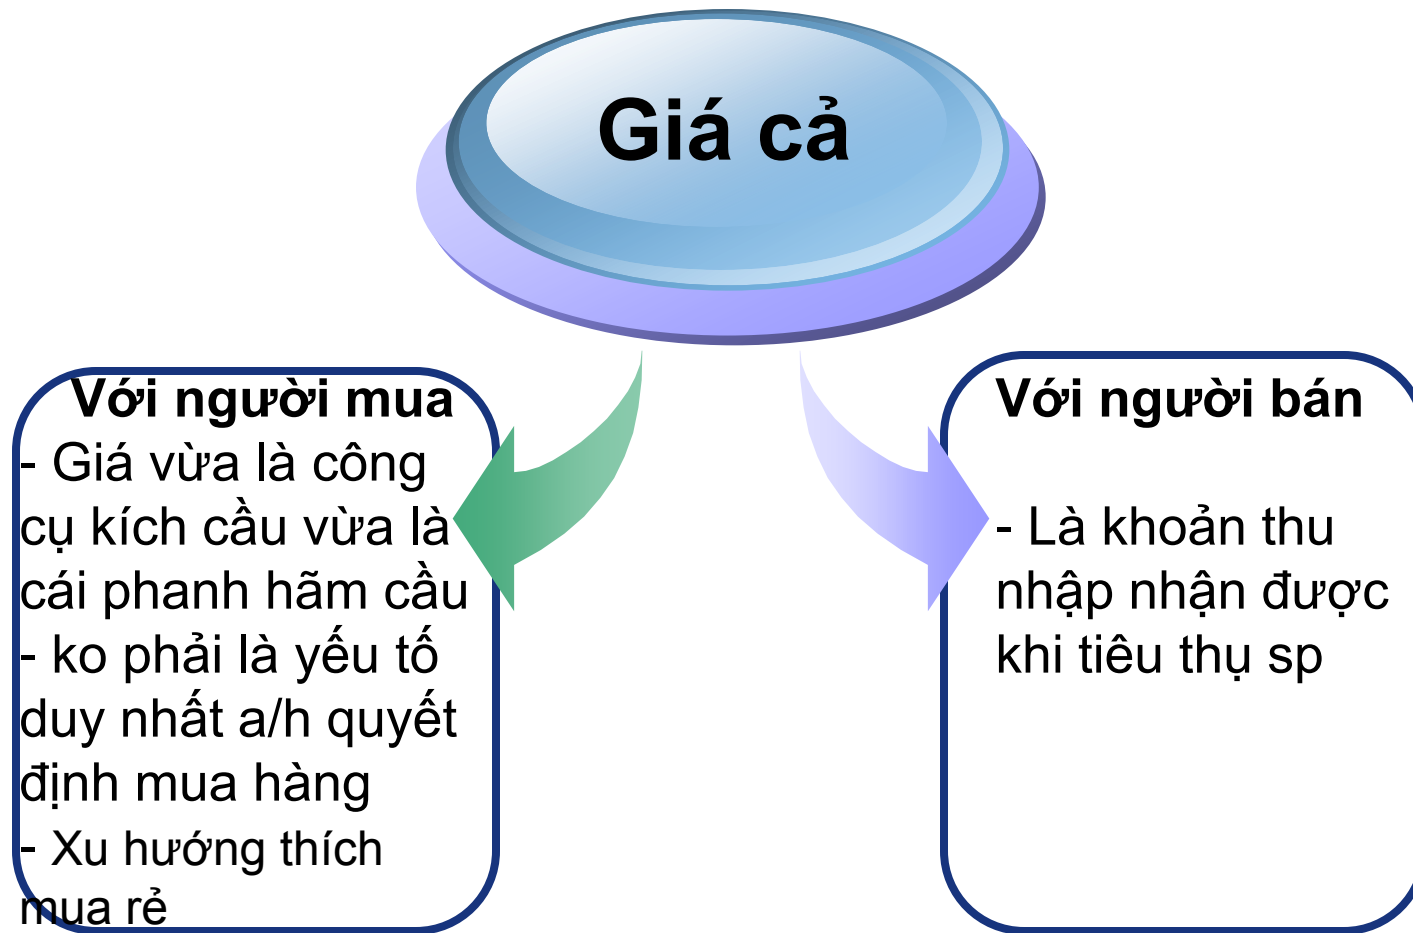 Giá cả
Với người mua
- Giá vừa là công
cụ kích cầu vừa là
cái phanh hãm cầu
- ko phải là yếu tố
duy nhất a/h quyết
định mua hàng
- Xu hướng thích
mua rẻ
Với người bán
- Là khoản thu
nhập nhận được
khi tiêu thụ sp